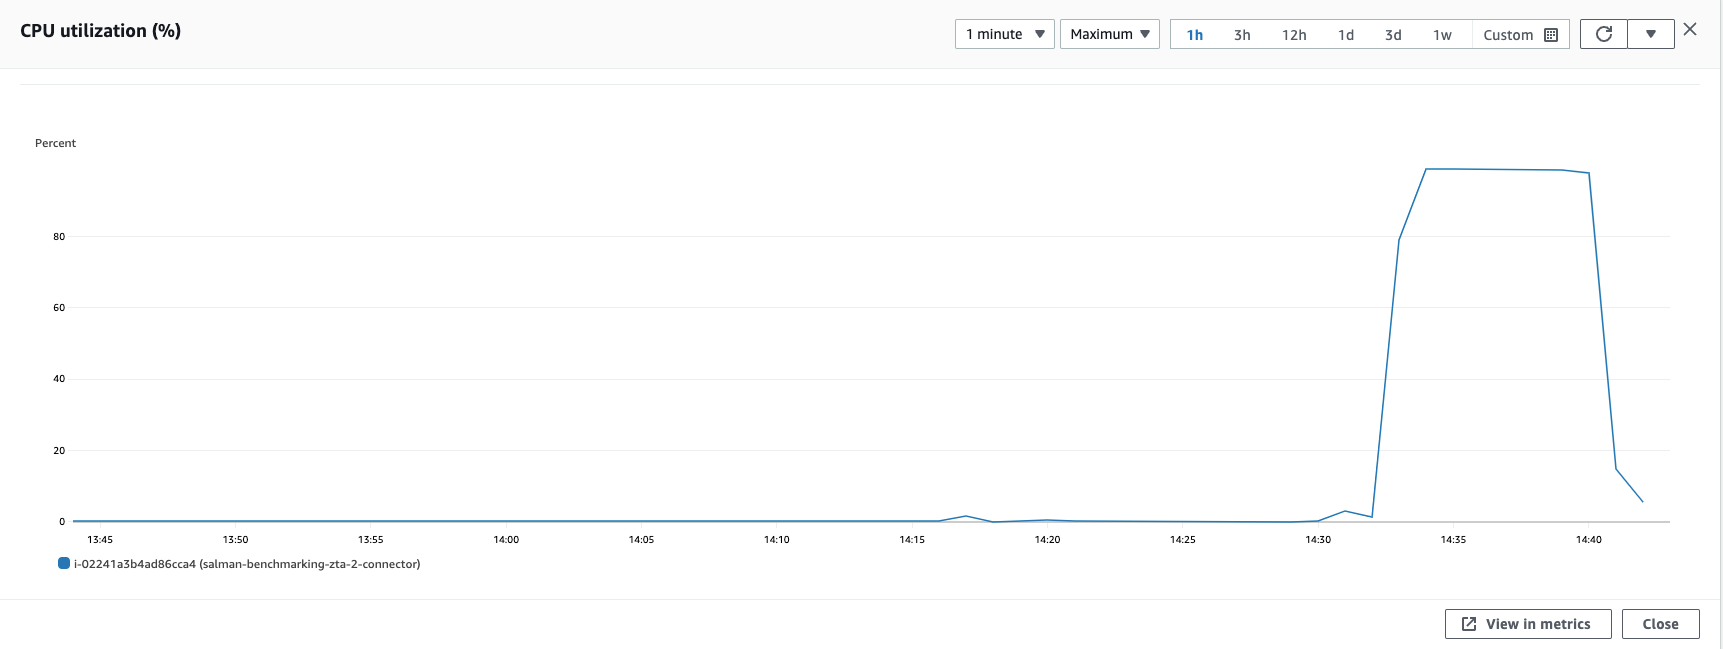 CPU utilization (%)
1 minute
Maximum
1h 3h 12h 1d 3d 1w Custom
Percent
80
60
40
20
0
13:45 13:50 13:55 14:00 14:05 14:10 14:15 14:20 14:25 14:30 14:35 14:40
i-02241a3b4ad86cca4 (salman-benchmarking-zta-2-connector)
View in metrics
Close